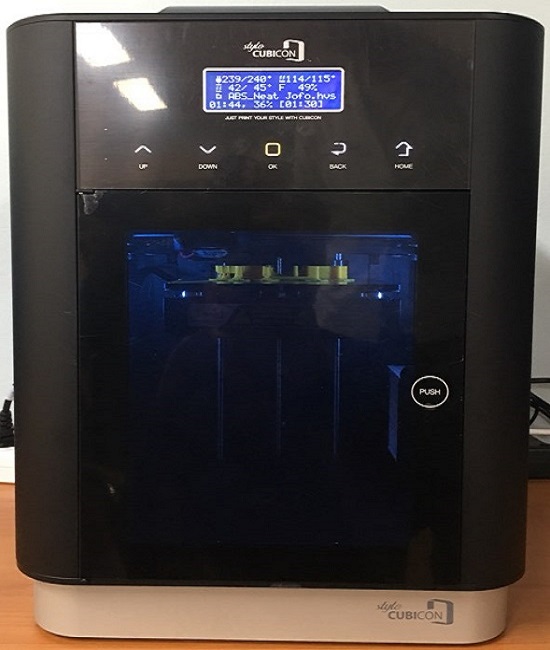 style
CUBICON
239/240° 114/115°
42/ 45° F 49%
ABS_Neat Jofo.hvs
01:44, 36% [01:30]
JUST PRINT YOUR STYLE WITH CUBICON
UP DOWN OK BACK HOME
PUSH
style
CUBICON